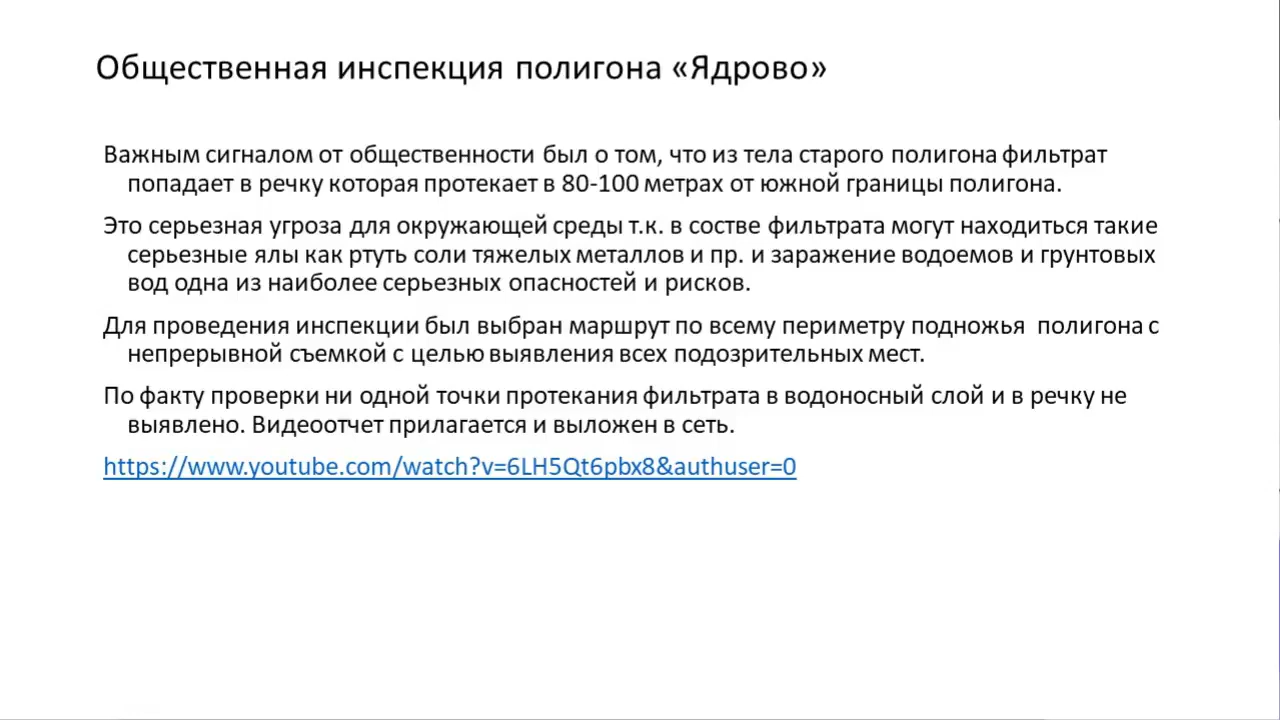 Общественная инспекция полигона «Ядрово»
Важным сигналом от общественности был о том, что из тела старого полигона фильтрат
попадает в речку которая протекает в 80-100 метрах от южной границы полигона.
Это серьезная угроза для окружающей среды т.к. в состве фильтрата могут находиться такие
серьезные ялы как ртуть соли тяжелых металлов и пр. и заражение водоемов и грунтовых
вод одна из наиболее серьезных опасностей и рисков.
Для проведения инспекции был выбран маршрут по всему периметру подножья  полигона с
непрерывной съемкой с целью выявления всех подозрительных мест.
По факту проверки ни одной точки протекания фильтрата в водоносный слой и в речку не
выявлено. Видеоотчет прилагается и выложен в сеть.
https://www.youtube.com/watch?v=6LH5Qt6pbx8&authuser=0